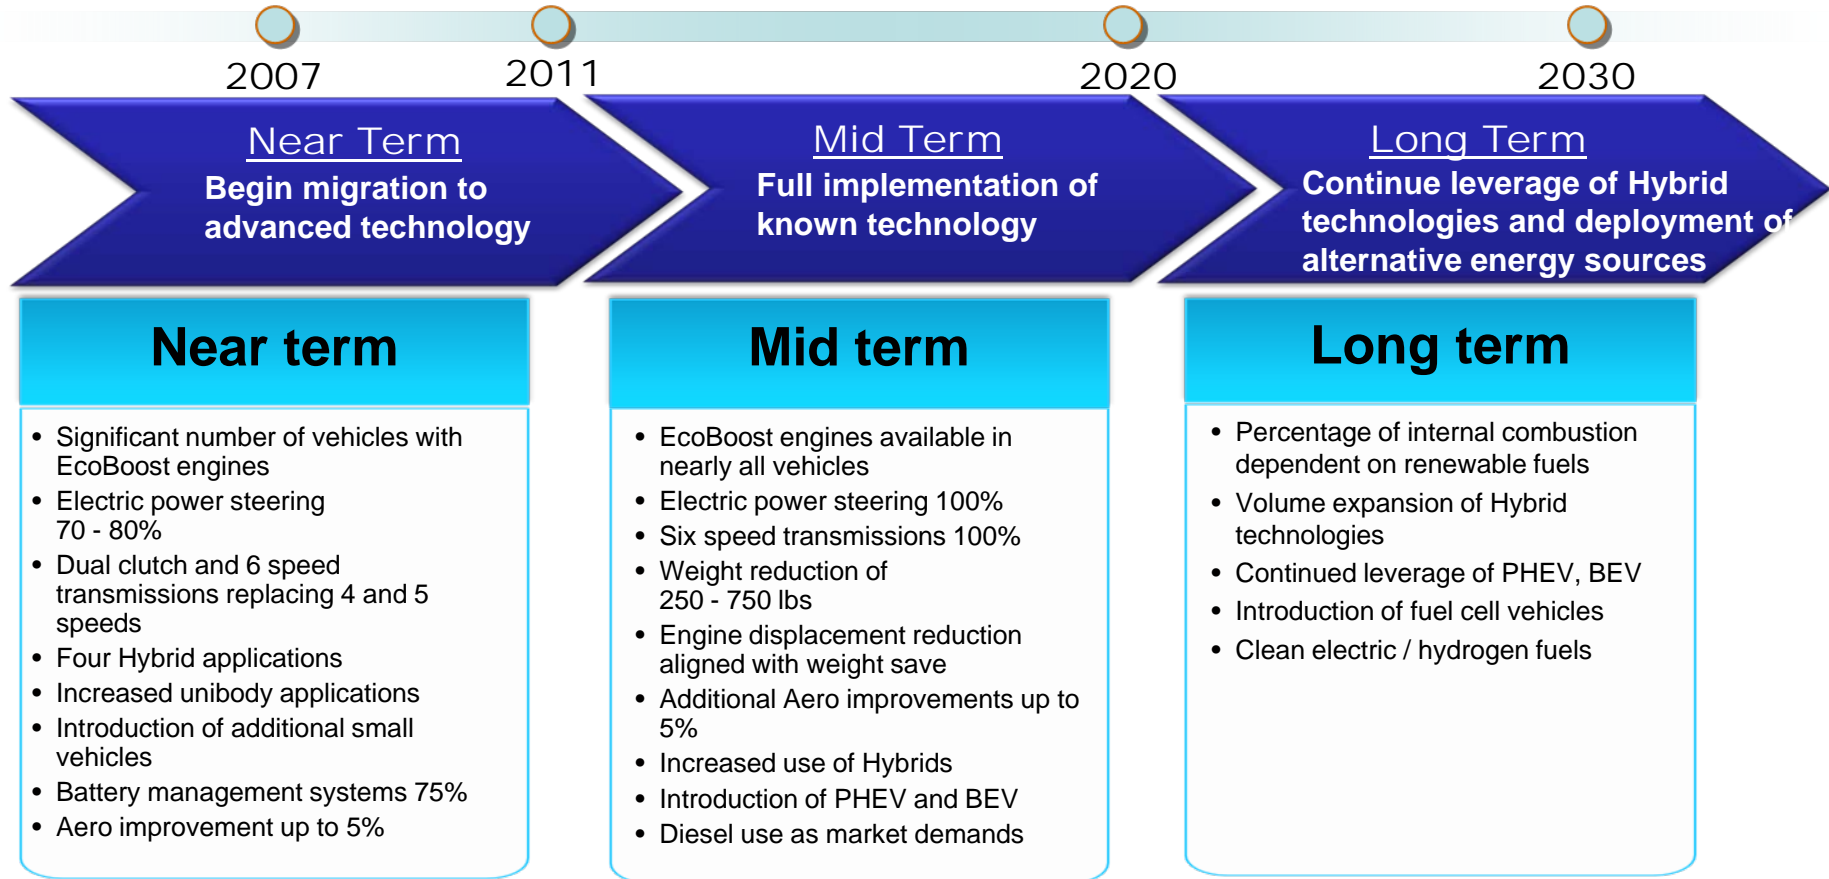 2007
2011
2020
2030
Near Term
Begin migration to
advanced technology
Mid Term
Full implementation of
known technology
Long Term
Continue leverage of Hybrid
technologies and deployment of
alternative energy sources
Near term
• Significant number of vehicles with
EcoBoost engines
• Electric power steering
70 - 80%
• Dual clutch and 6 speed
transmissions replacing 4 and 5
speeds
• Four Hybrid applications
• Increased unibody applications
• Introduction of additional small
vehicles
• Battery management systems 75%
• Aero improvement up to 5%
Mid term
• EcoBoost engines available in
nearly all vehicles
• Electric power steering 100%
• Six speed transmissions 100%
• Weight reduction of
250 - 750 lbs
• Engine displacement reduction
aligned with weight save
• Additional Aero improvements up to
5%
• Increased use of Hybrids
• Introduction of PHEV and BEV
• Diesel use as market demands
Long term
• Percentage of internal combustion
dependent on renewable fuels
• Volume expansion of Hybrid
technologies
• Continued leverage of PHEV, BEV
• Introduction of fuel cell vehicles
• Clean electric / hydrogen fuels